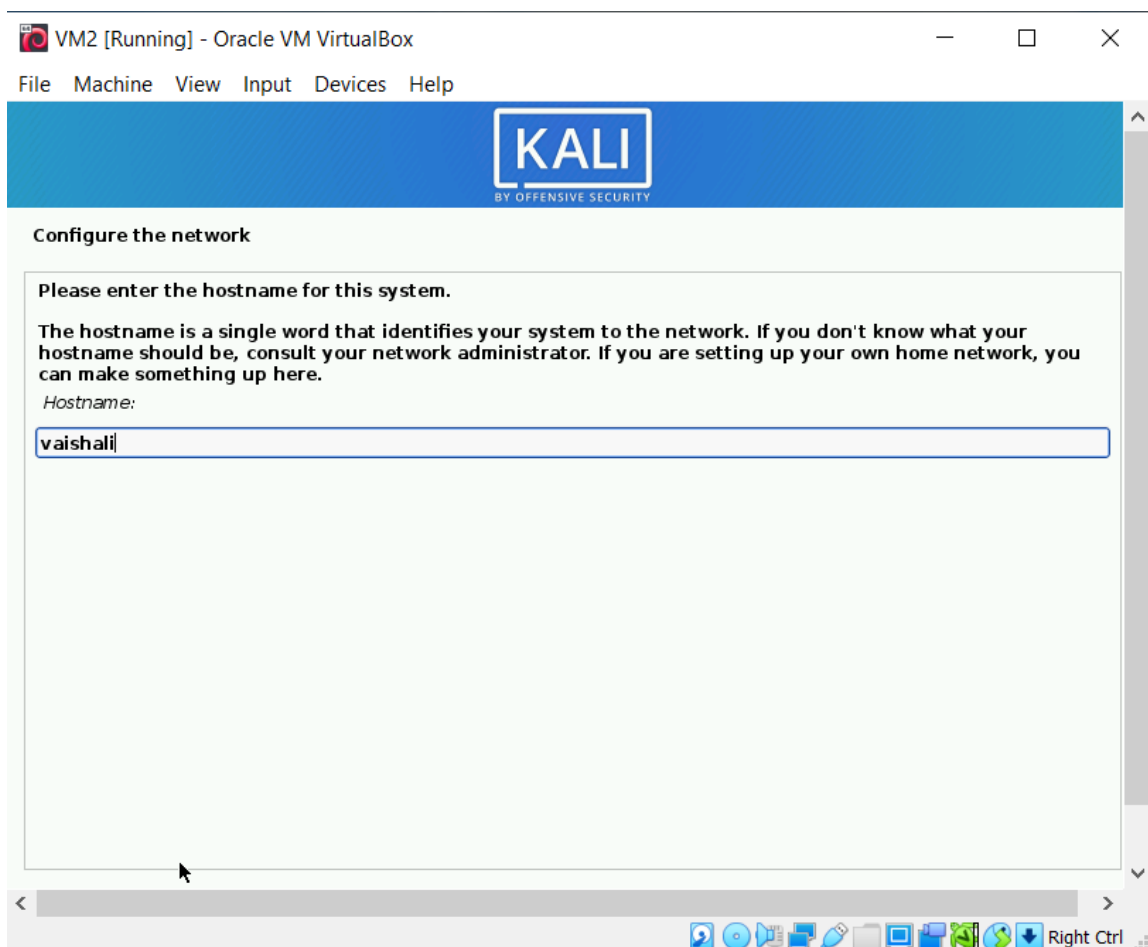 VM2 [Running] - Oracle VM VirtualBox
File Machine View Input Devices Help
KALI
BY OFFENSIVE SECURITY
Configure the network
Please enter the hostname for this system.
The hostname is a single word that identifies your system to the network. If you don't know what your
hostname should be, consult your network administrator. If you are setting up your own home network, you
can make something up here.
Hostname:
vaishali
Right Ctrl